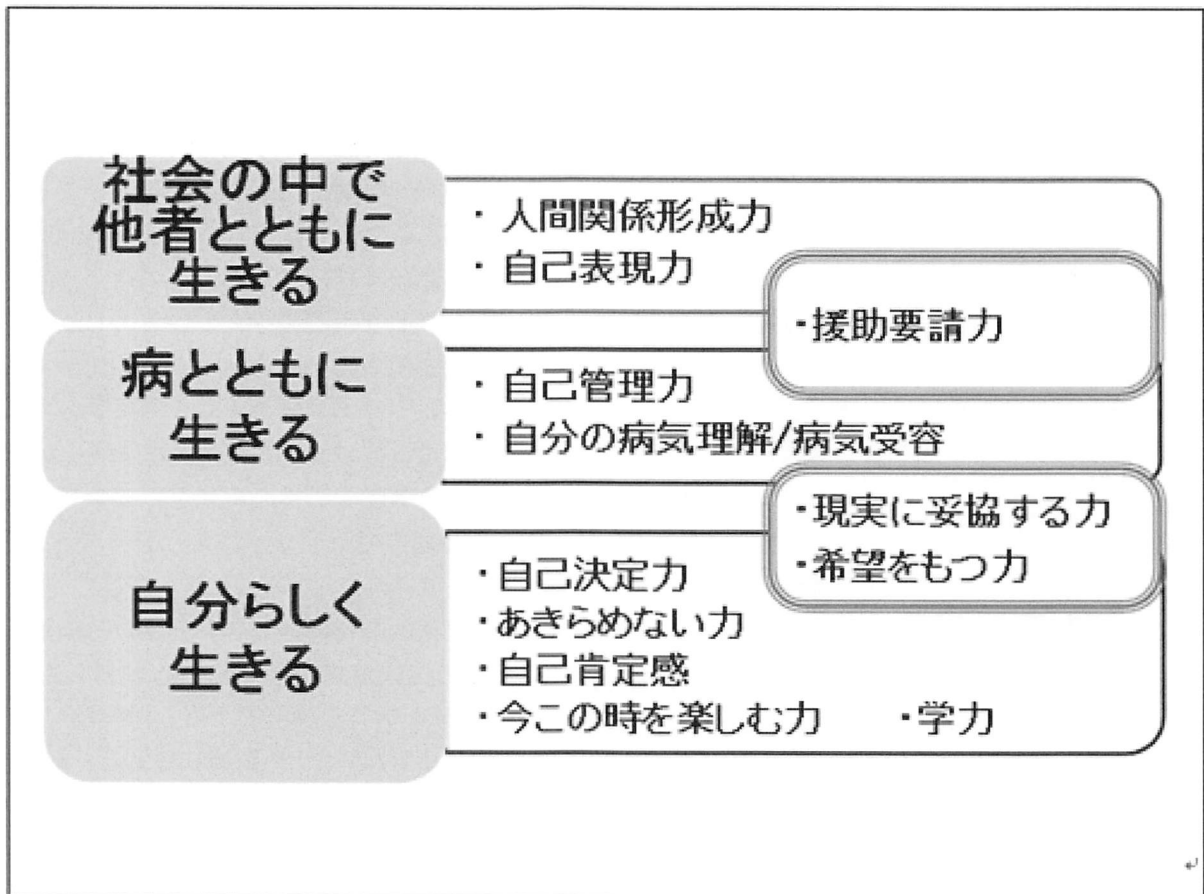 社会の中で
他者とともに
生きる
・人間関係形成力
・自己表現力
・援助要請力
病とともに
生きる
・自己管理力
・自分の病気理解/病気受容
・現実に妥協する力
・希望をもつ力
自分らしく
生きる
・自己決定力
・あきらめない力
・自己肯定感
・今この時を楽しむ力 ・学力